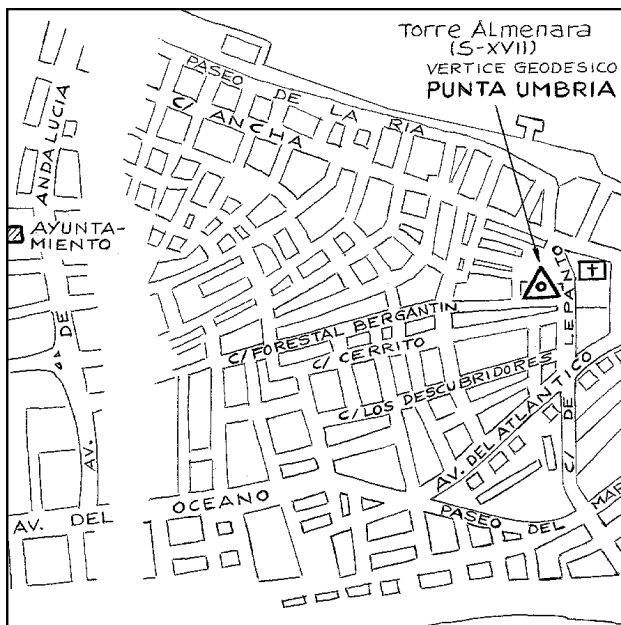 Torre Almenara
(S-XVII)
VERTICE GEODESICO
PUNTA UMBRIA
PASEO DE LA RIA
C/ ANCHA
AV. DE ANDALUCIA
AYUNTA-
MIENTO
C/ FORESTAL BERGANTIN
C/ CERRITO
C/ LOS DESCUBRIDORES
C/ DE LEPANTO
AV. DEL ATLANTICO
AV. DEL OCEANO
PASEO DEL MAR